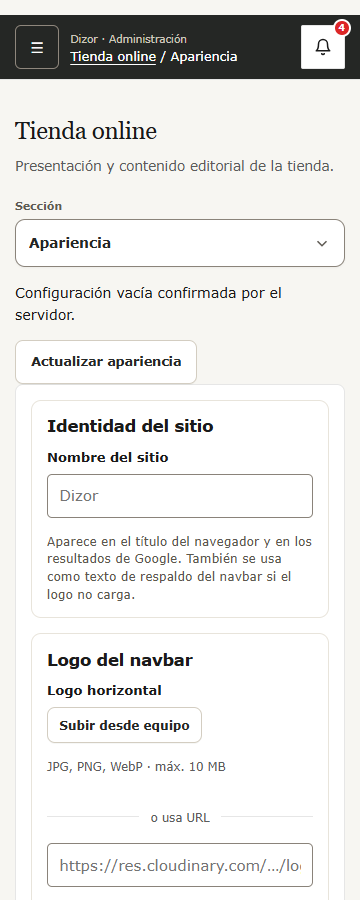 Dizor · Administración
Tienda online / Apariencia
4
Tienda online
Presentación y contenido editorial de la tienda.
Sección
Apariencia
Configuración vacía confirmada por el
servidor.
Actualizar apariencia
Identidad del sitio
Nombre del sitio
Dizor
Aparece en el título del navegador y en los
resultados de Google. También se usa
como texto de respaldo del navbar si el
logo no carga.
Logo del navbar
Logo horizontal
Subir desde equipo
JPG, PNG, WebP · máx. 10 MB
o usa URL
https://res.cloudinary.com/.../lo